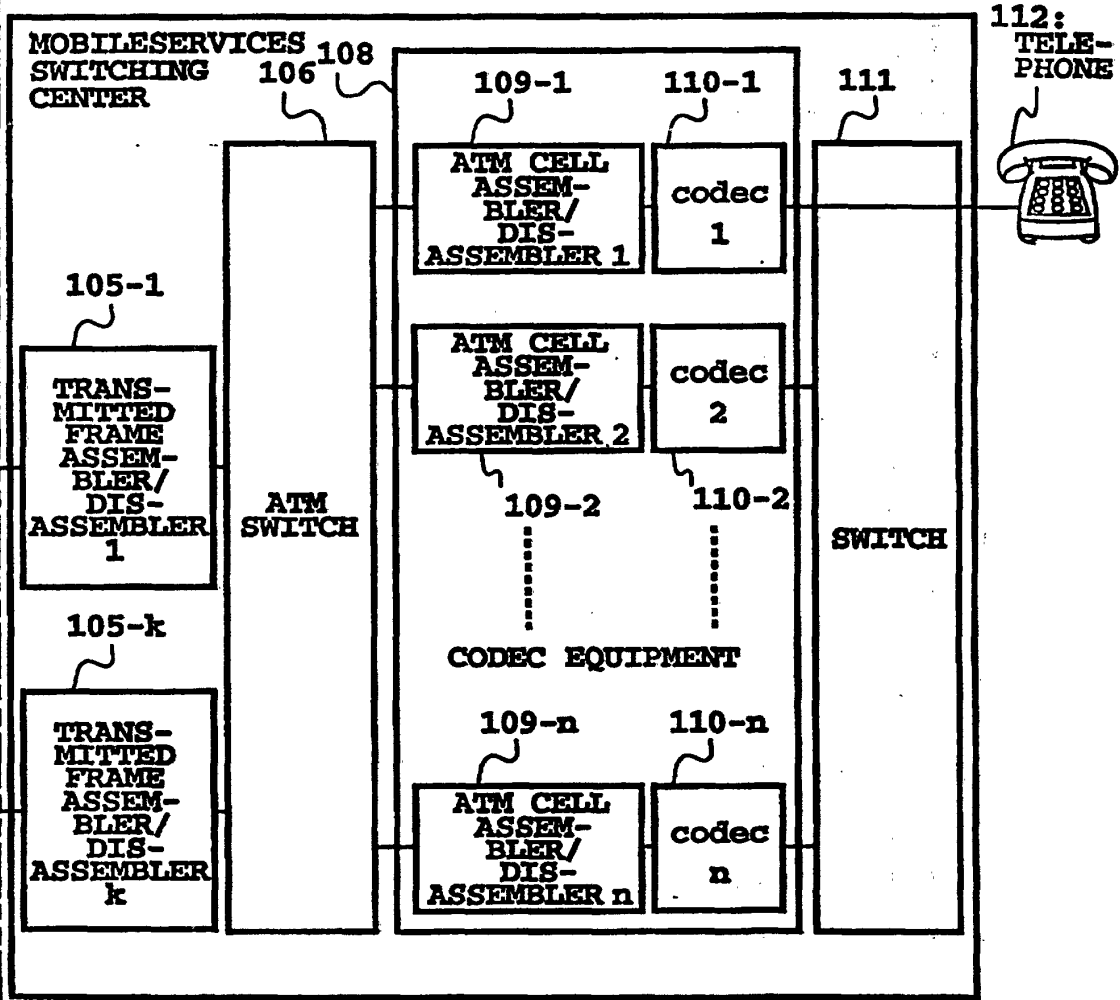 112:
TELE-
PHONE
MOBILESERVICES
SWITCHING
CENTER
106
108
109-1
110-1
111
ATM CELL
ASSEM-
BLER/
DIS-
ASSEMBLER 1
codec
1
105-1
TRANS-
MITTED
FRAME
ASSEM-
BLER/
DIS-
ASSEMBLER
1
ATM CELL
ASSEM-
BLER/
DIS-
ASSEMBLER 2
codec
2
109-2
110-2
ATM
SWITCH
SWITCH
105-k
TRANS-
MITTED
FRAME
ASSEM-
BLER/
DIS-
ASSEMBLER
k
CODEC EQUIPMENT
109-n
110-n
ATM CELL
ASSEM-
BLER/
DIS-
ASSEMBLER n
codec
n